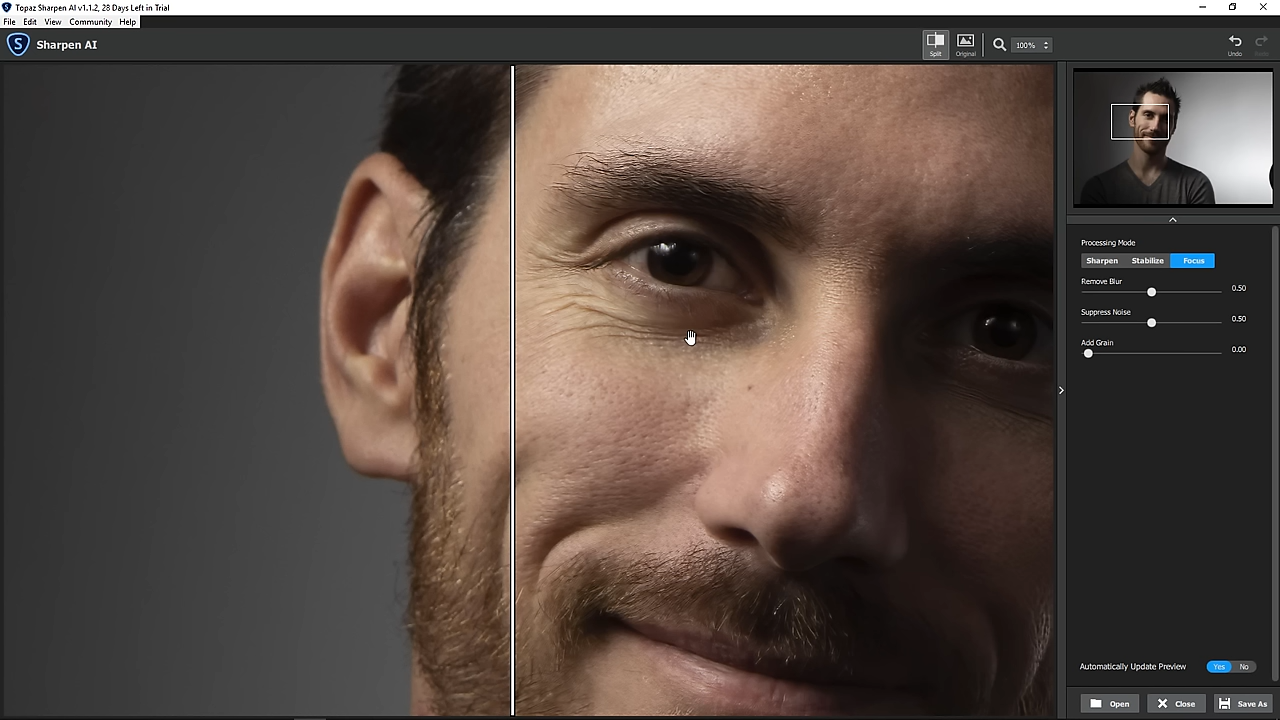 Topaz Sharpen AI v1.1.2, 28 Days Left in Trial
File Edit View Community Help
Sharpen AI
Split
Original
100%
Undo
Processing Mode
Sharpen Stabilize Focus
Remove Blur
0.50
Suppress Noise
0.50
Add Grain
0.00
Automatically Update Preview Yes No
Open Close Save As